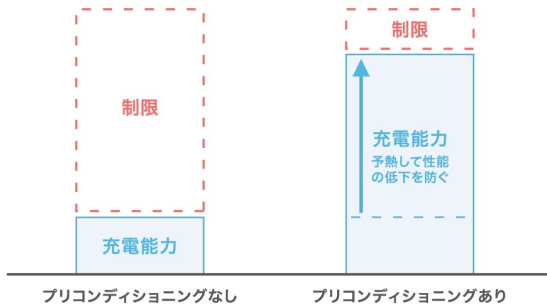 制限
充電能力
プリコンディショニングなし
制限
充電能力
予熱して性能
の低下を防ぐ
プリコンディショニングあり